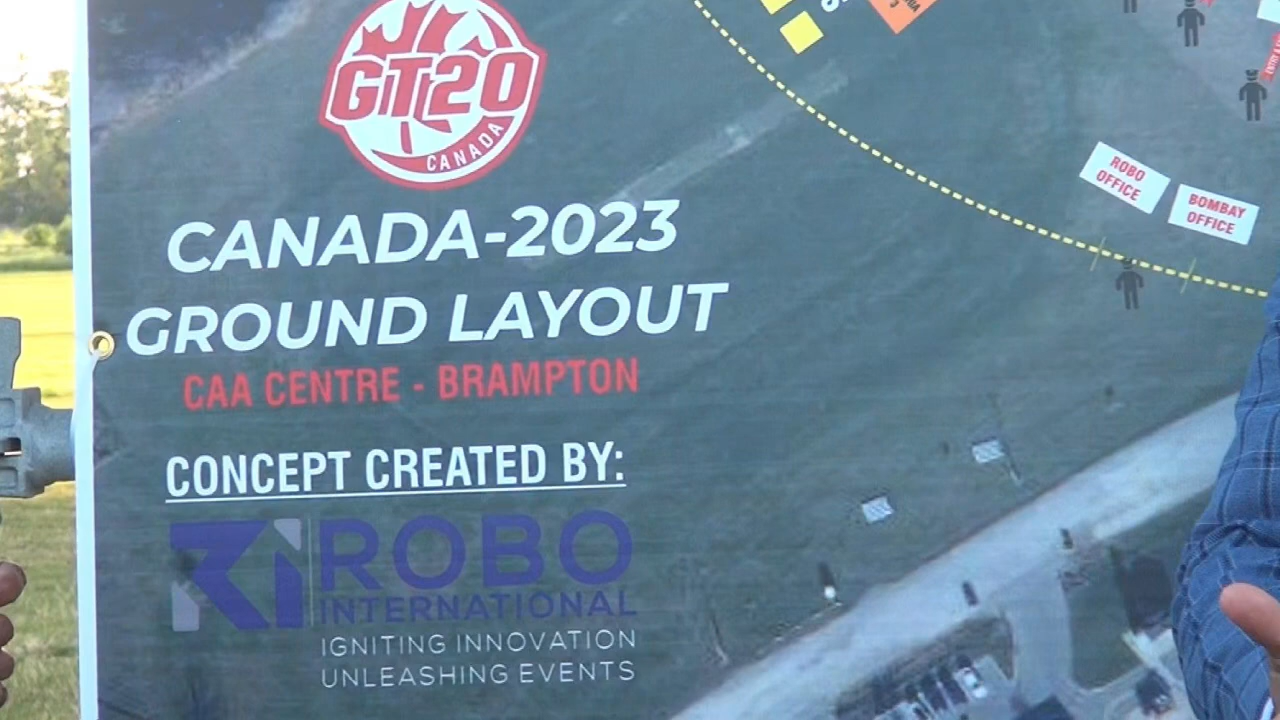 GT20
CANADA
CANADA-2023
GROUND LAYOUT
CAA CENTRE - BRAMPTON
CONCEPT CREATED BY:
ROBO
INTERNATIONAL
IGNITING INNOVATION
UNLEASHING EVENTS
ROBO
OFFICE
BOMBAY
OFFICE